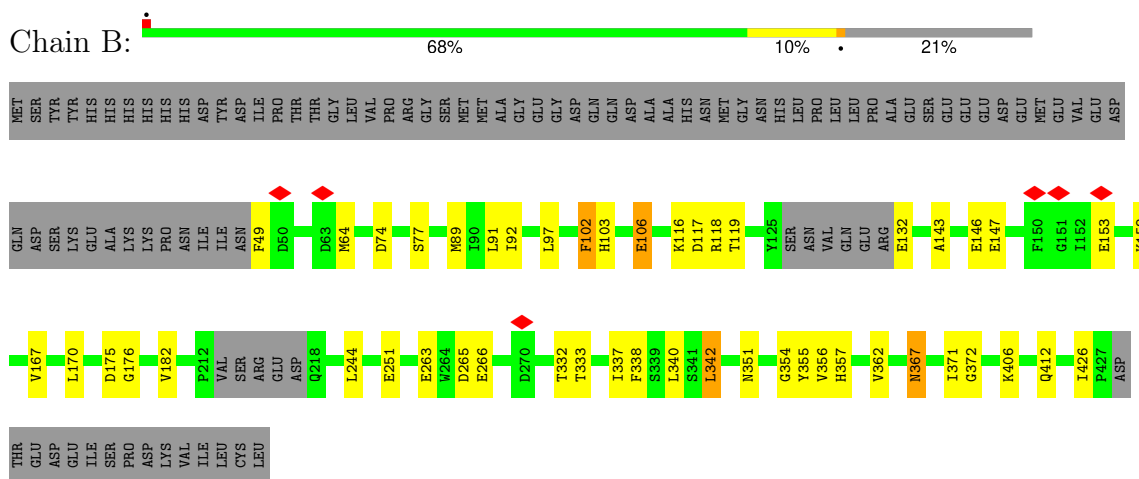 Chain B:
68% 10% • 21%
MET SER TYR TYR HIS HIS HIS HIS HIS HIS ASP TYR ASP ILE PRO THR THR GLY LEU VAL PRO ARG GLY SER MET MET ALA GLY GLU GLY ASP GLN GLN ASP ALA ALA HIS ASN MET GLY ASN HIS LEU PRO LEU LEU PRO ALA GLU SER GLU GLU GLU ASP GLU MET GLU VAL GLU ASP
GLN ASP SER LYS GLU ALA LYS LYS PRO ASN ILE ILE ASN F49 D50 D63 M64 D74 S77 M89 I90 L91 I92 L97 F102 H103 E106 K116 D117 R118 T119 Y125 SER ASN VAL GLN GLU ARG E132 A143 E146 E147 F150 G151 I152 E153
V167 L170 D175 G176 V182 P212 VAL SER ARG GLU ASP Q218 L244 E251 E263 W264 D265 E266 D270 T332 T333 I337 F338 S339 L340 S341 L342 N351 G354 Y355 V356 H357 V362 N367 I371 G372 K406 Q412 I426 P427 ASP
THR GLU ASP GLU ILE SER PRO ASP LYS VAL ILE LEU CYS LEU